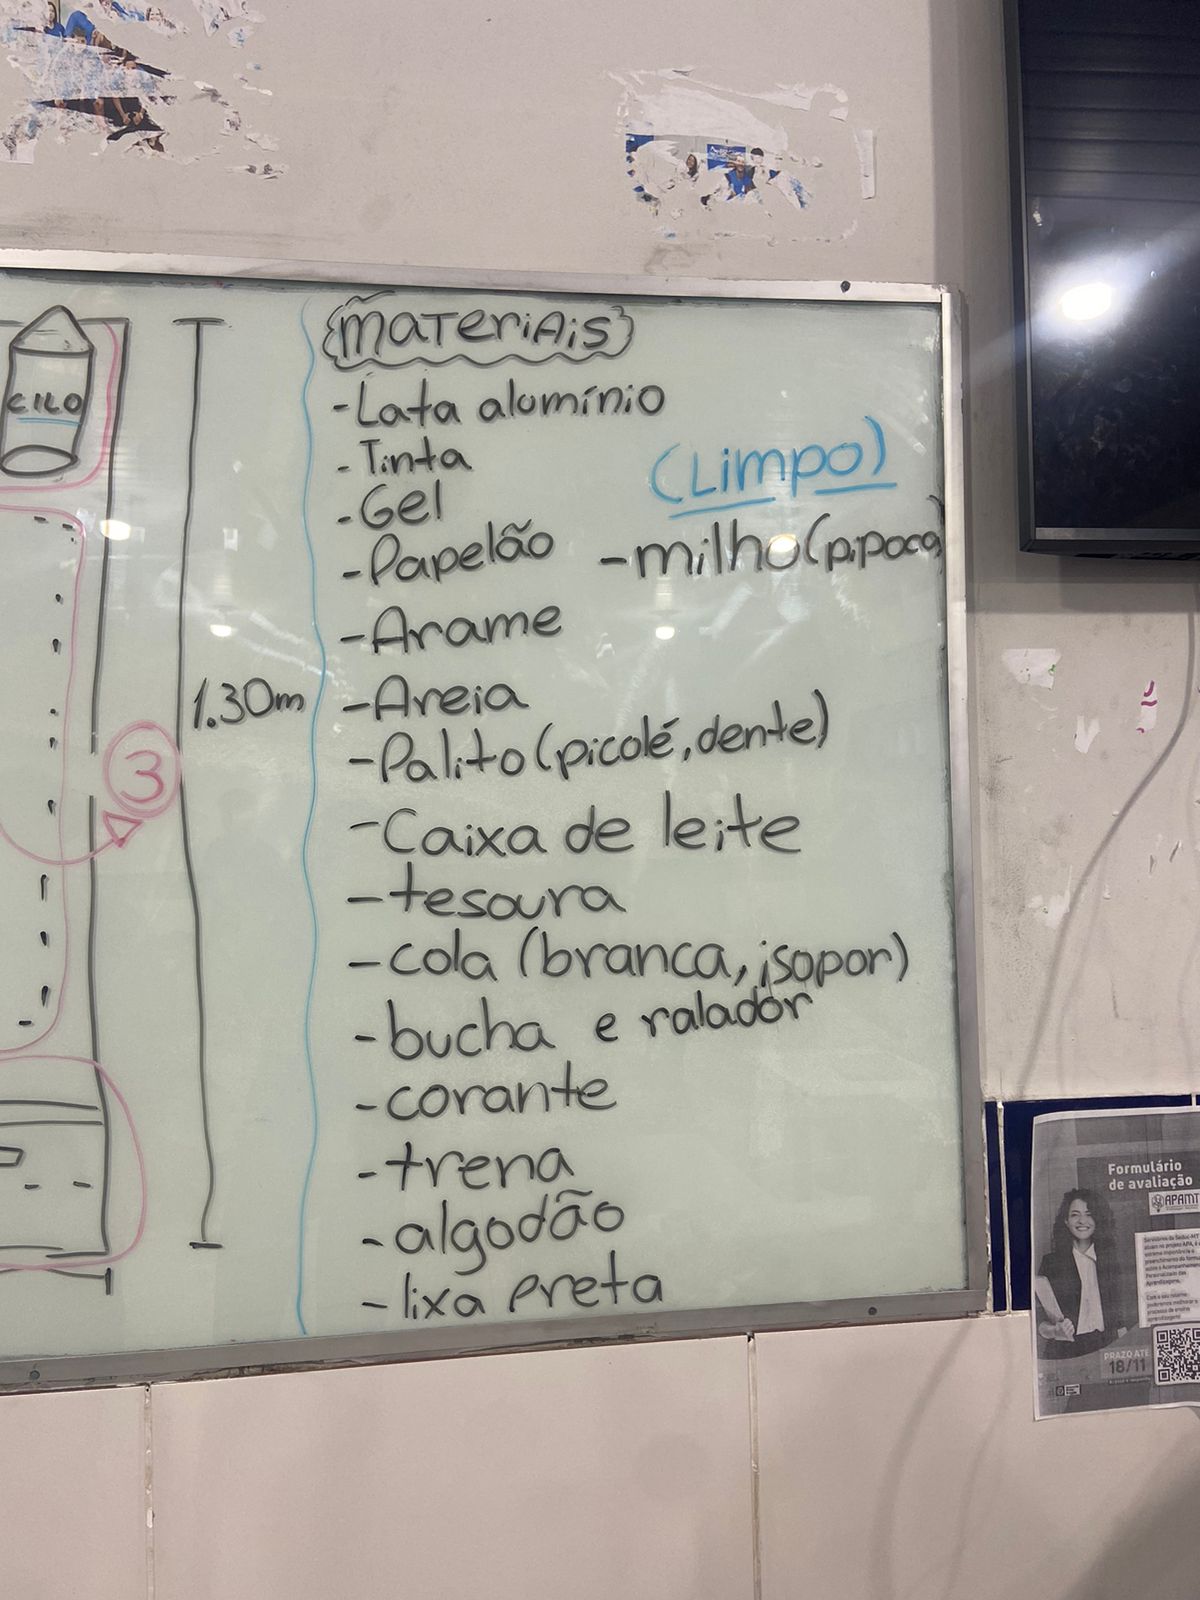 CILO
1.30m
3
Materiais
- Lata alumínio
- Tinta
(Limpo)
- Gel
- Papelão
- milho (pipoca)
- Arame
- Areia
- Palito (picolé, dente)
- Caixa de leite
- tesoura
- cola (branca, isopor)
- bucha e ralador
- corante
- trena
- algodão
- lixa preta
Formulário
de avaliação
APAMT
PRAZO ATÉ
18/11